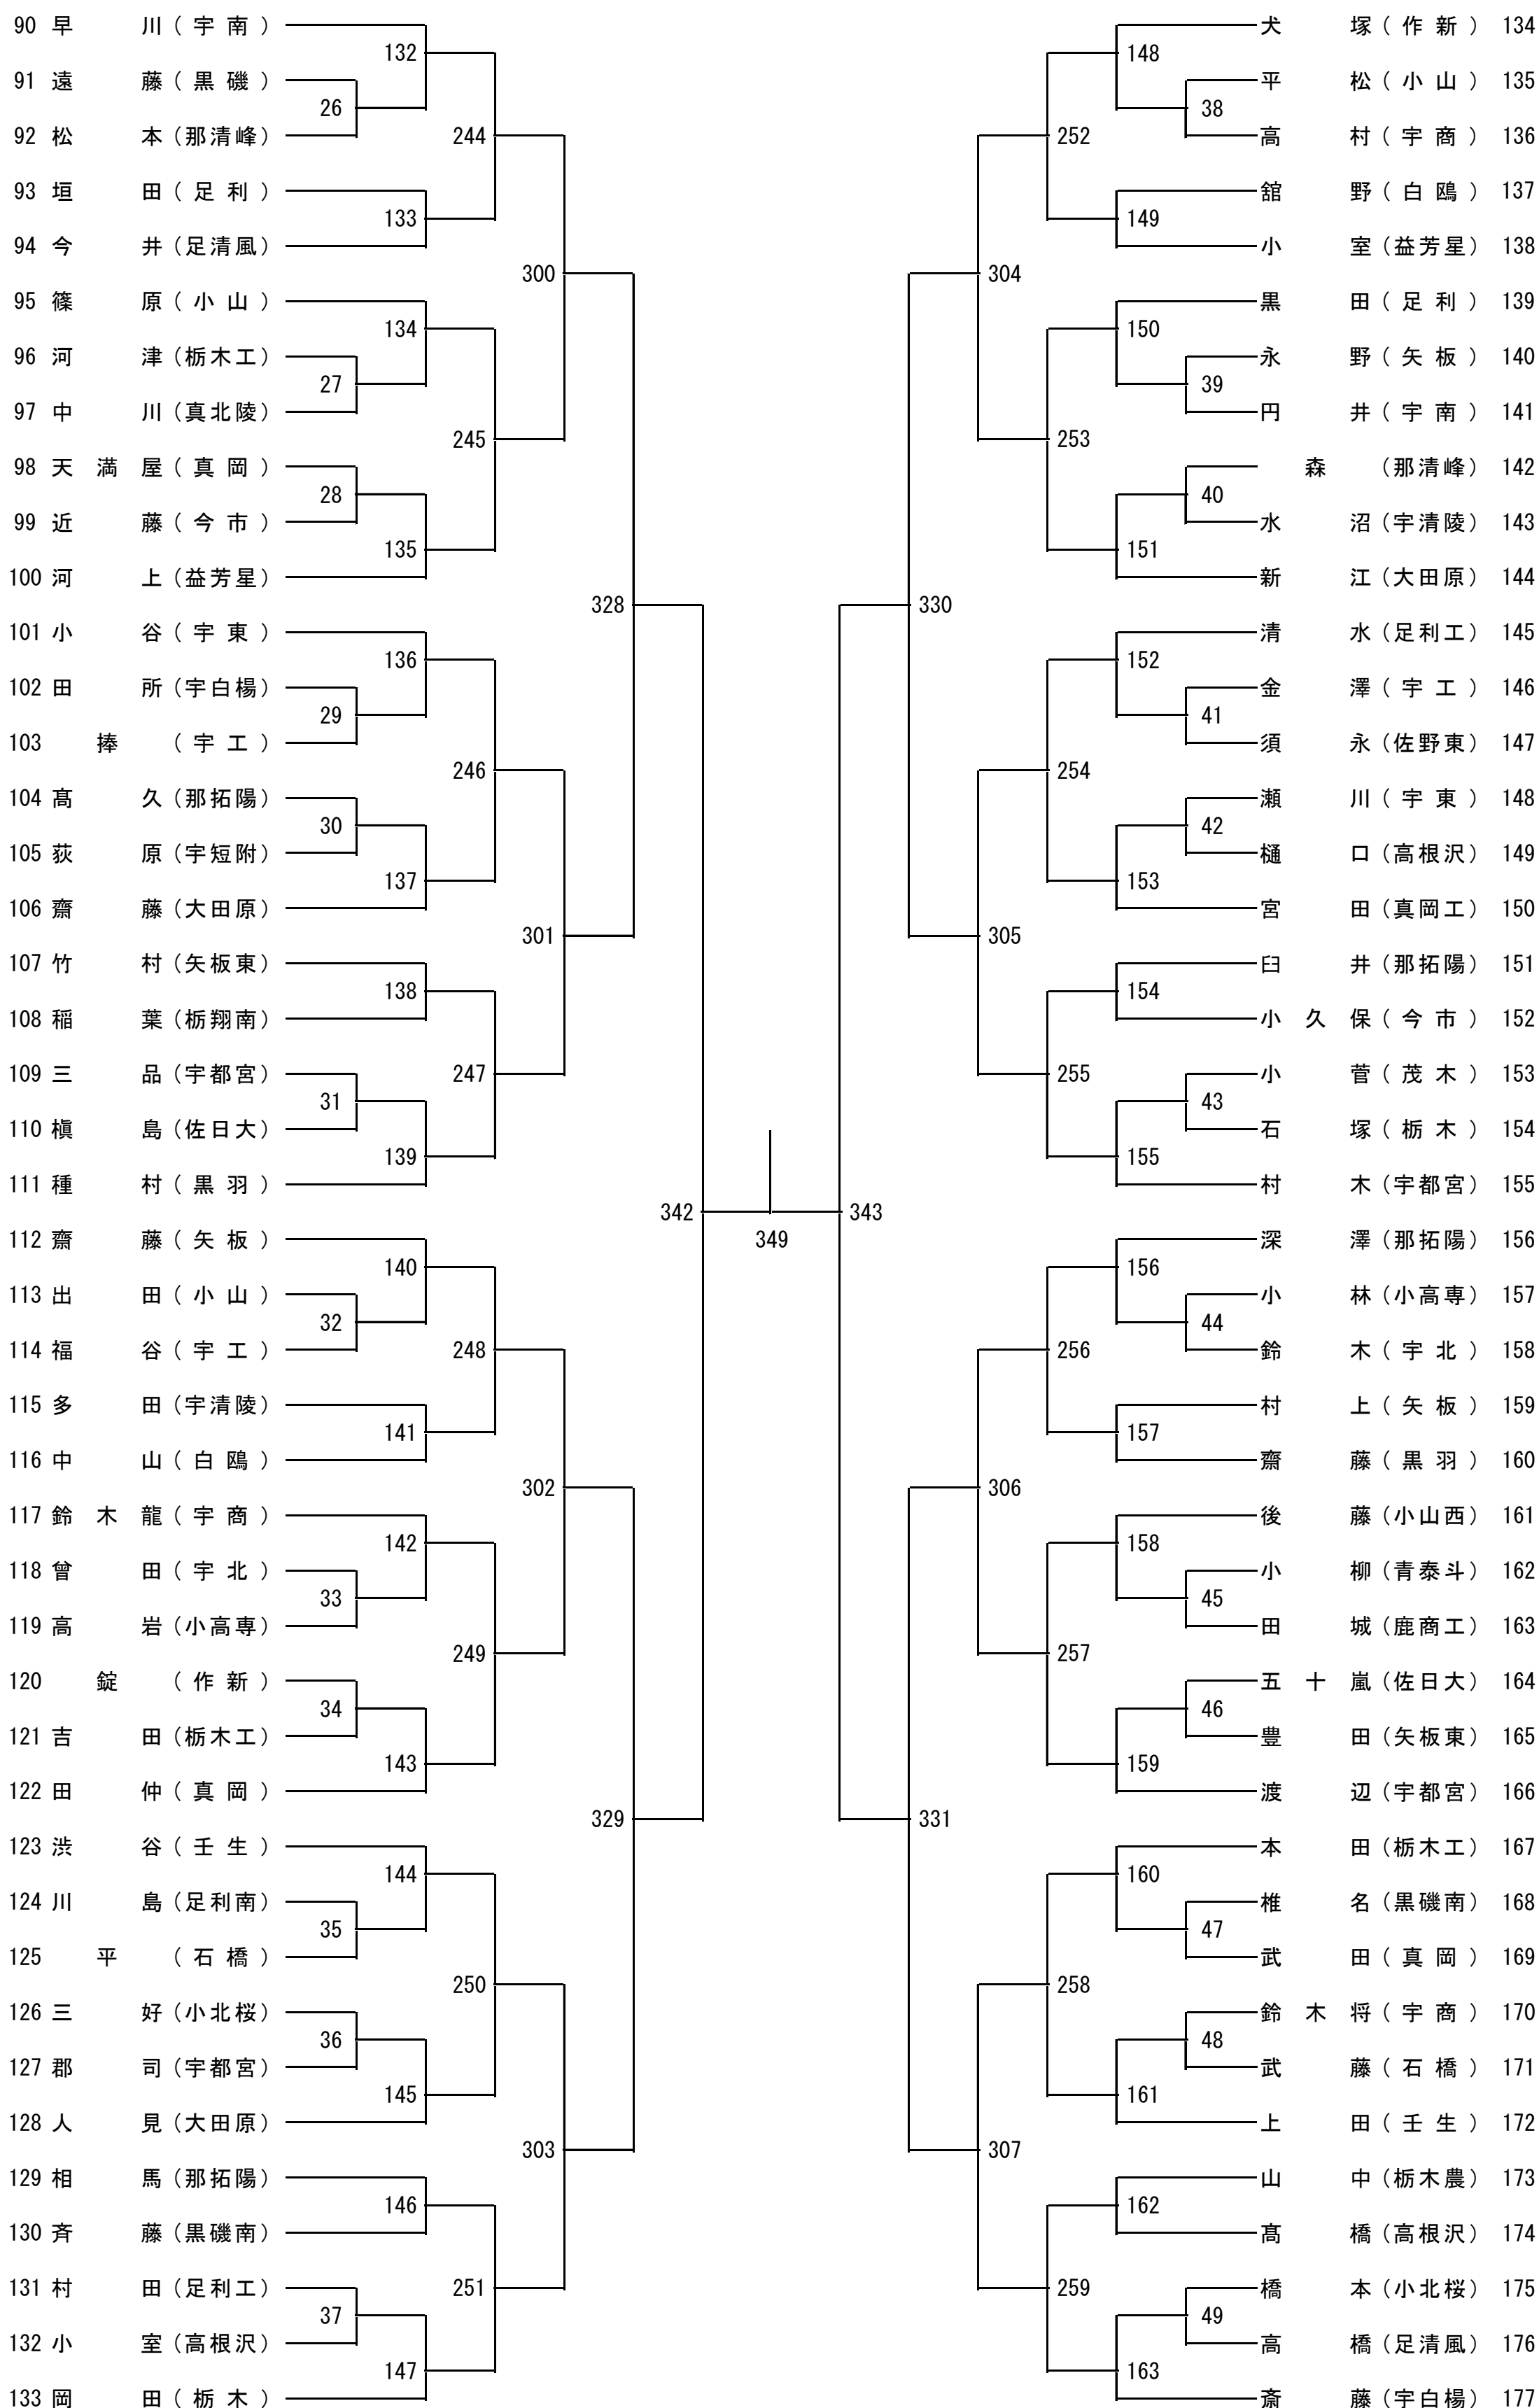 90 早川(宇南)
91 遠藤(黒磯)
92 松本(那清峰)
93 垣田(足利)
94 今井(足清風)
95 篠原(小山)
96 河津(栃木工)
97 中川(真北陵)
98 天満屋(真岡)
99 近藤(今市)
100 河上(益芳星)
101 小谷(宇東)
102 田所(宇白楊)
103 捧(宇工)
104 髙久(那拓陽)
105 荻原(宇短附)
106 齋藤(大田原)
107 竹村(矢板東)
108 稲葉(栃翔南)
109 三品(宇都宮)
110 槇島(佐日大)
111 種村(黒羽)
112 齋藤(矢板)
113 出田(小山)
114 福谷(宇工)
115 多田(宇清陵)
116 中山(白鴎)
117 鈴木龍(宇商)
118 曾田(宇北)
119 高岩(小高専)
120 錠(作新)
121 吉田(栃木工)
122 田仲(真岡)
123 渋谷(壬生)
124 川島(足利南)
125 平(石橋)
126 三好(小北桜)
127 郡司(宇都宮)
128 人見(大田原)
129 相馬(那拓陽)
130 斉藤(黒磯南)
131 村田(足利工)
132 小室(高根沢)
133 岡田(栃木)
26
27
28
29
30
31
32
33
34
35
36
37
132
133
134
135
136
137
138
139
140
141
142
143
144
145
146
147
244
245
246
247
248
249
250
251
300
301
302
303
328
329
342
349
343
330
331
304
305
306
307
252
253
254
255
256
257
258
259
148
149
150
151
152
153
154
155
156
157
158
159
160
161
162
163
38
39
40
41
42
43
44
45
46
47
48
49
犬塚(作新) 134
平松(小山) 135
高村(宇商) 136
舘野(白鴎) 137
小室(益芳星) 138
黒田(足利) 139
永野(矢板) 140
円井(宇南) 141
森(那清峰) 142
水沼(宇清陵) 143
新江(大田原) 144
清水(足利工) 145
金澤(宇工) 146
須永(佐野東) 147
瀬川(宇東) 148
樋口(高根沢) 149
宮田(真岡工) 150
臼井(那拓陽) 151
小久保(今市) 152
小菅(茂木) 153
石塚(栃木) 154
村木(宇都宮) 155
深澤(那拓陽) 156
小林(小高専) 157
鈴木(宇北) 158
村上(矢板) 159
齋藤(黒羽) 160
後藤(小山西) 161
小柳(青泰斗) 162
田城(鹿商工) 163
五十嵐(佐日大) 164
豊田(矢板東) 165
渡辺(宇都宮) 166
本田(栃木工) 167
椎名(黒磯南) 168
武田(真岡) 169
鈴木将(宇商) 170
武藤(石橋) 171
上田(壬生) 172
山中(栃木農) 173
髙橋(高根沢) 174
橋本(小北桜) 175
高橋(足清風) 176
斎藤(宇白楊) 177